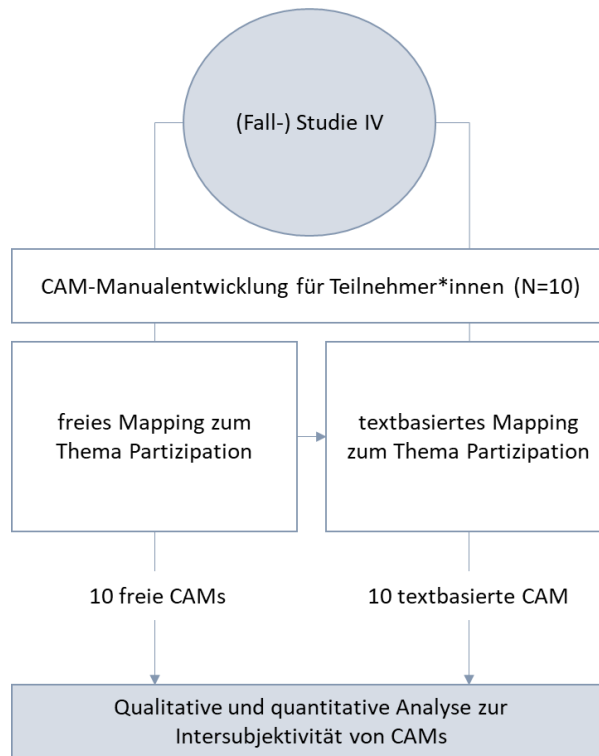 (Fall-) Studie IV
CAM-Manualentwicklung für Teilnehmer*innen (N=10)
freies Mapping zum
Thema Partizipation
textbasiertes Mapping
zum Thema Partizipation
10 freie CAMs
10 textbasierte CAM
Qualitative und quantitative Analyse zur
Intersubjektivität von CAMs